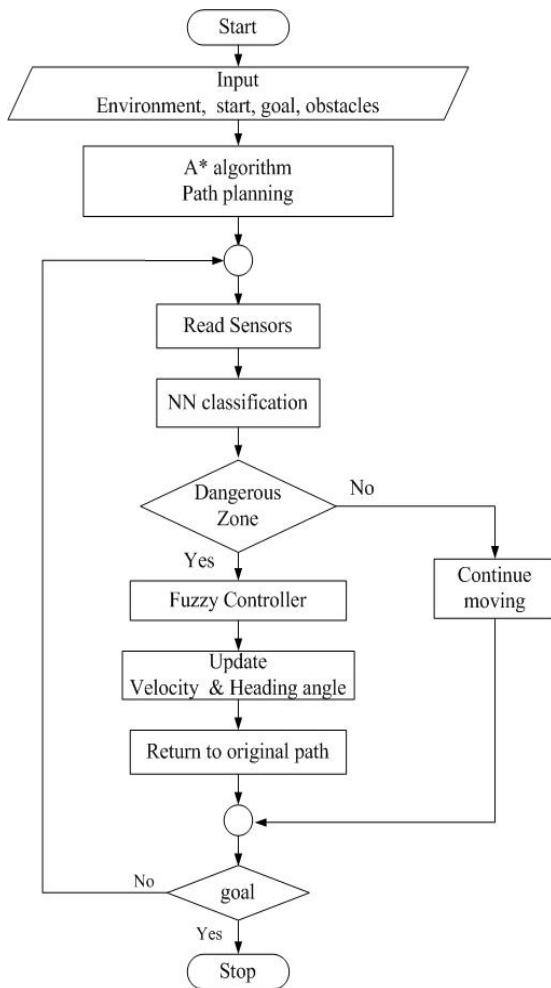 Start
Input
Environment, start, goal, obstacles
A* algorithm
Path planning
Read Sensors
NN classification
Dangerous
Zone
No
Yes
Continue
moving
Fuzzy Controller
Update
Velocity & Heading angle
Return to original path
No
goal
Yes
Stop